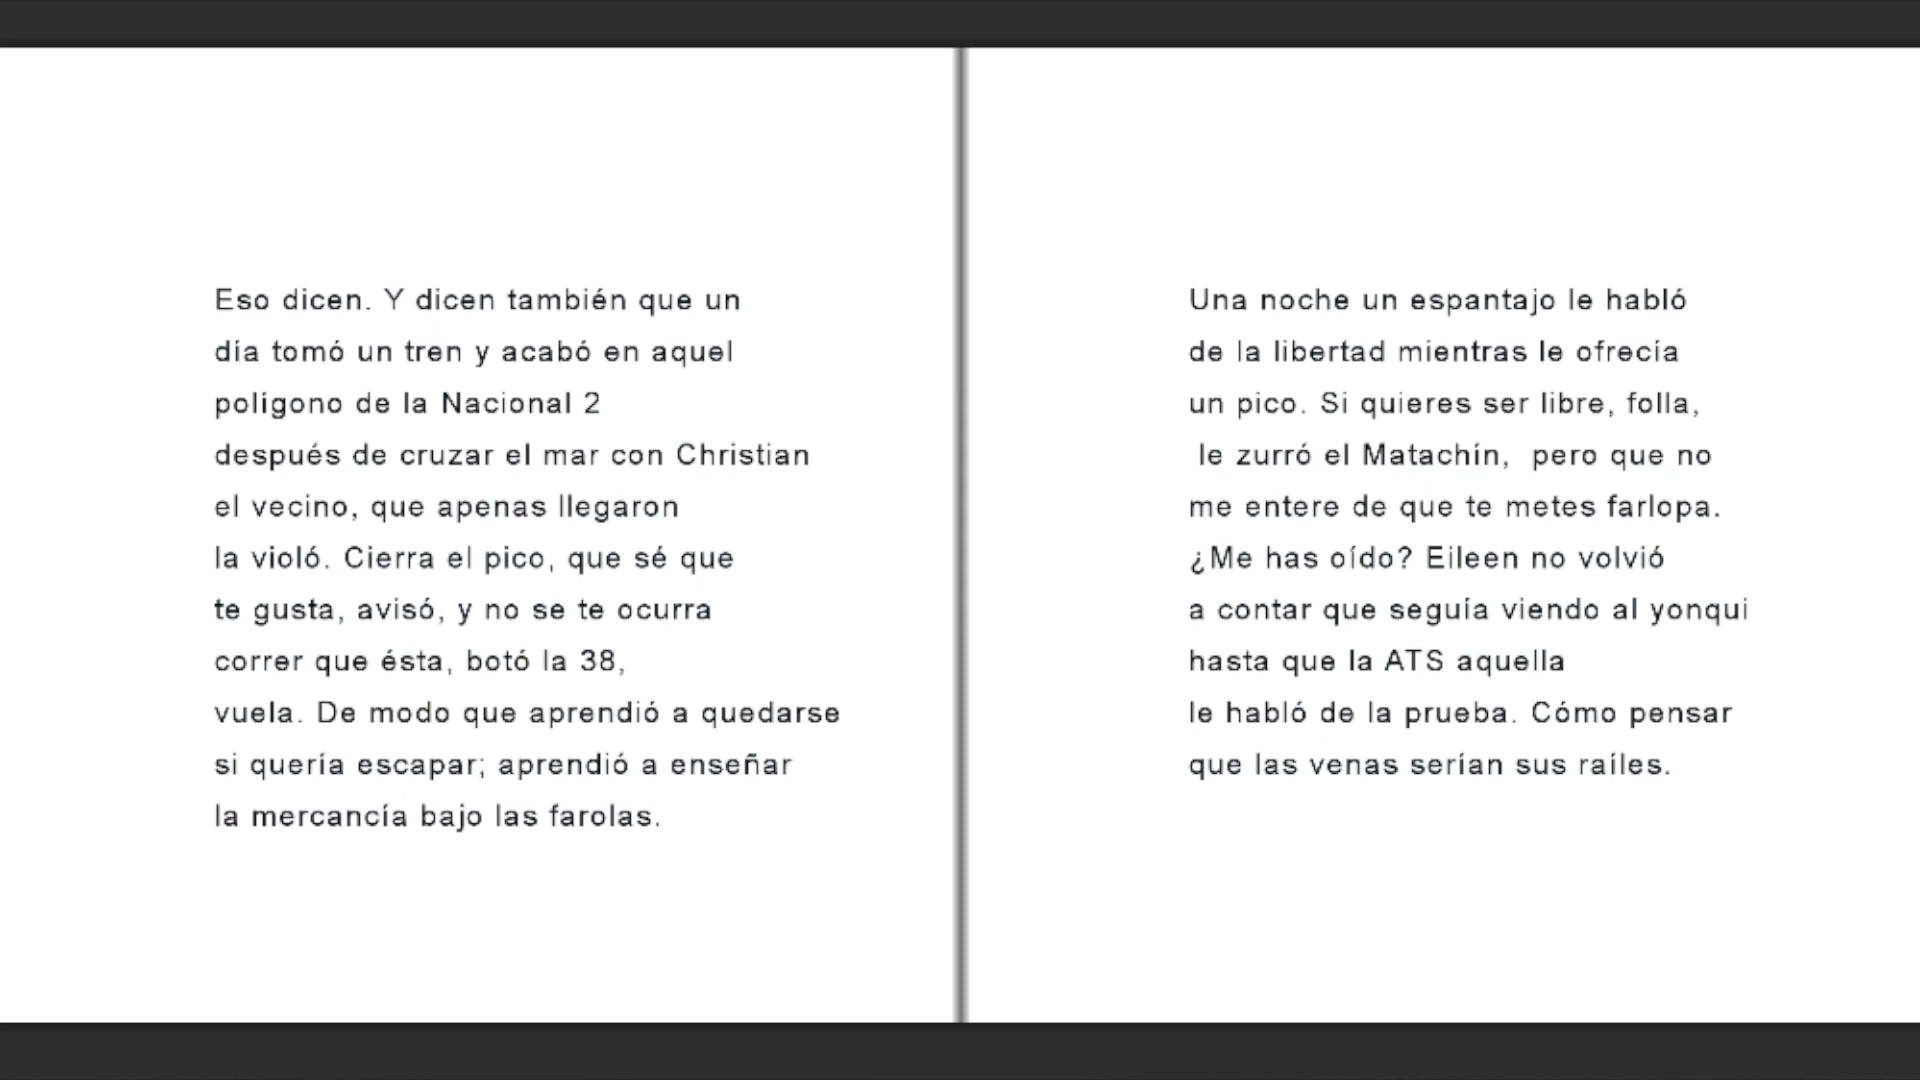 Eso dicen. Y dicen también que un
día tomó un tren y acabó en aquel
polígono de la Nacional 2
después de cruzar el mar con Christian
el vecino, que apenas llegaron
la violó. Cierra el pico, que sé que
te gusta, avisó, y no se te ocurra
correr que ésta, botó la 38,
vuela. De modo que aprendió a quedarse
si quería escapar; aprendió a enseñar
la mercancía bajo las farolas.
Una noche un espantajo le habló
de la libertad mientras le ofrecía
un pico. Si quieres ser libre, folla,
le zurró el Matachín, pero que no
me entere de que te metes farlopa.
¿Me has oído? Eileen no volvió
a contar que seguía viendo al yonqui
hasta que la ATS aquella
le habló de la prueba. Cómo pensar
que las venas serían sus raíles.